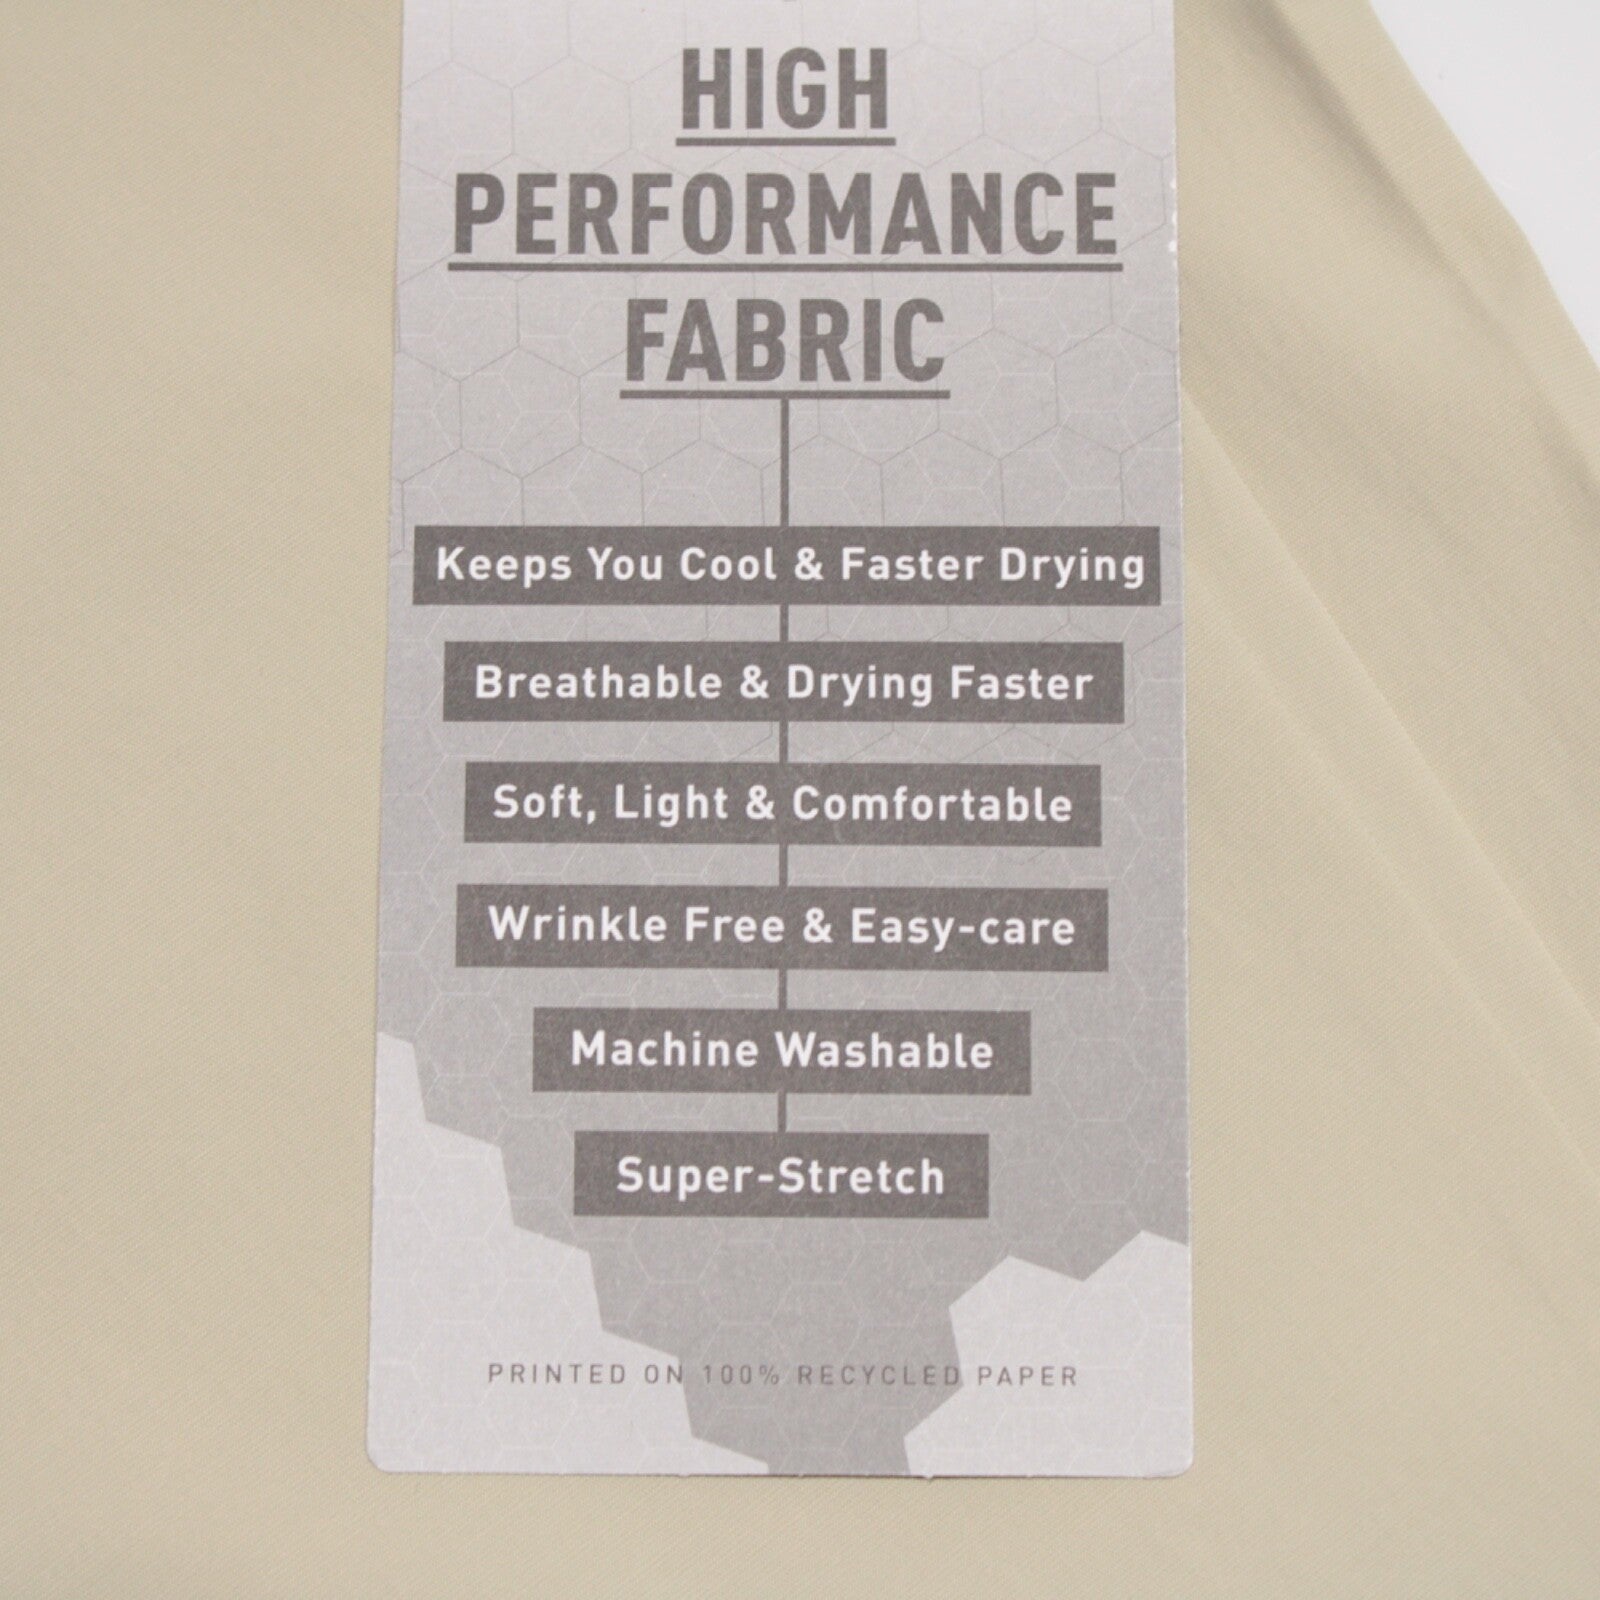 HIGH
PERFORMANCE
FABRIC
Keeps You Cool & Faster Drying
Breathable & Drying Faster
Soft, Light & Comfortable
Wrinkle Free & Easy-care
Machine Washable
Super-Stretch
PRINTED ON 100% RECYCLED PAPER